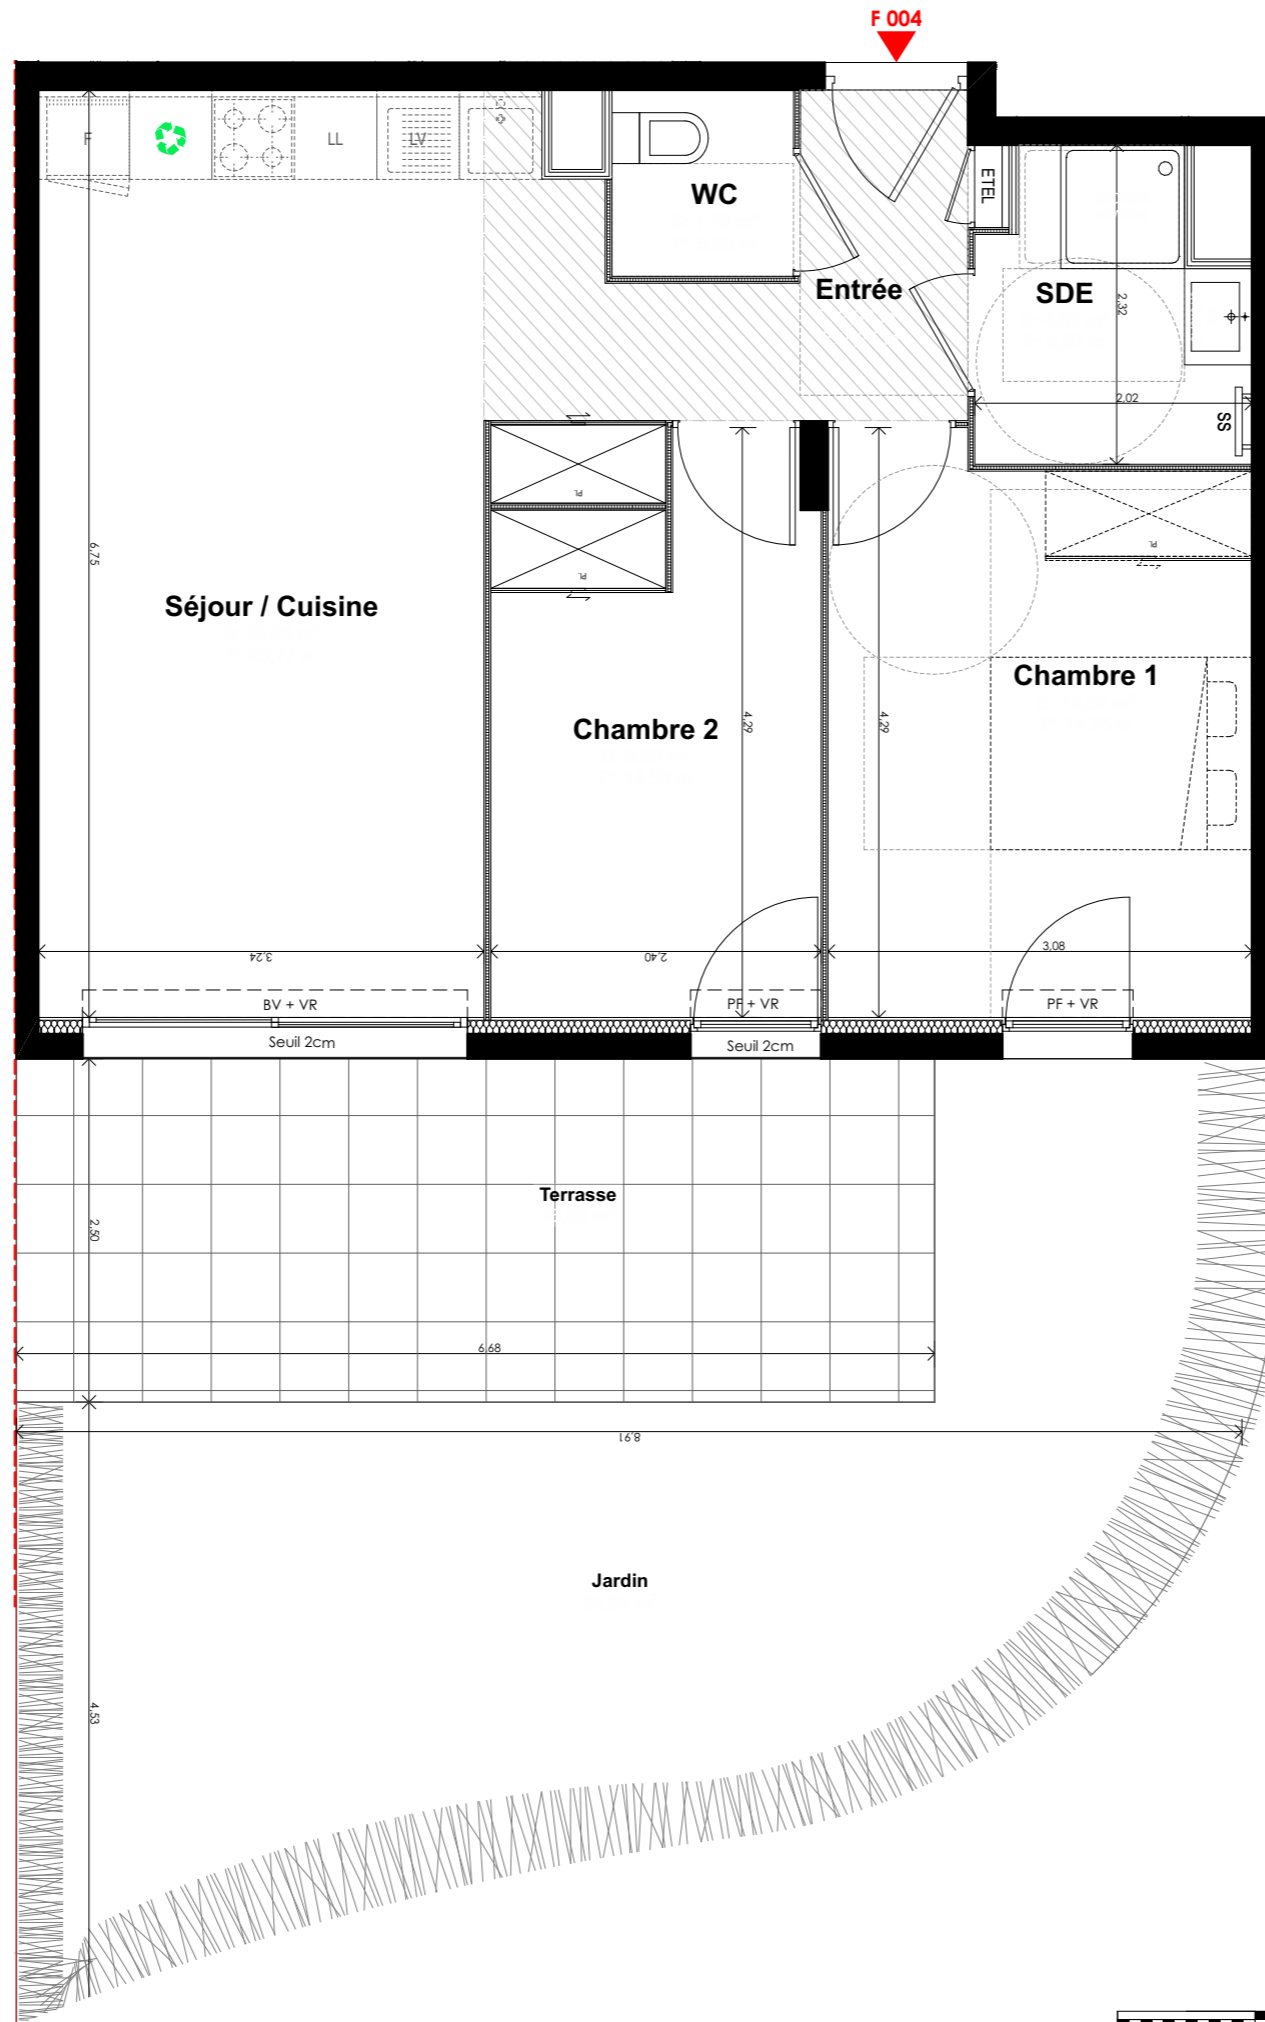 F 004
F
LL
LV
WC
ETEL
Entrée
SDE
2,32
2,02
SS
PL
PL
PL
6,75
Séjour / Cuisine
Chambre 1
Chambre 2
4,29
4,29
3,24
2,40
3,08
BV + VR
PF + VR
PF + VR
Seuil 2cm
Seuil 2cm
Terrasse
2,50
6,68
8,91
Jardin
4,53